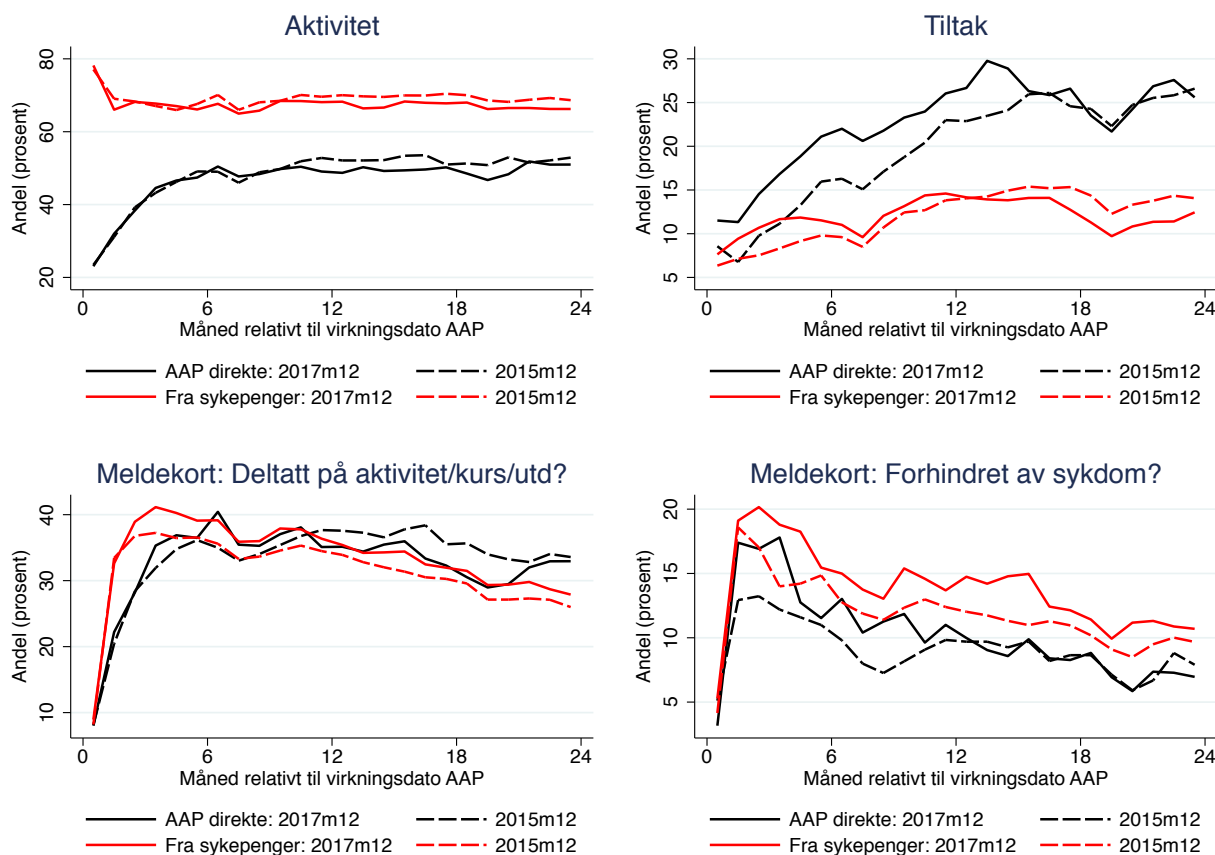 Aktivitet
Andel (prosent)
80
60
40
20
0 6 12 18 24
Måned relativt til virkningsdato AAP
AAP direkte: 2017m12 2015m12
Fra sykepenger: 2017m12 2015m12
Tiltak
Andel (prosent)
30
25
20
15
10
5
0 6 12 18 24
Måned relativt til virkningsdato AAP
AAP direkte: 2017m12 2015m12
Fra sykepenger: 2017m12 2015m12
Meldekort: Deltatt på aktivitet/kurs/utd?
Andel (prosent)
40
30
20
10
0 6 12 18 24
Måned relativt til virkningsdato AAP
AAP direkte: 2017m12 2015m12
Fra sykepenger: 2017m12 2015m12
Meldekort: Forhindret av sykdom?
Andel (prosent)
20
15
10
5
0 6 12 18 24
Måned relativt til virkningsdato AAP
AAP direkte: 2017m12 2015m12
Fra sykepenger: 2017m12 2015m12